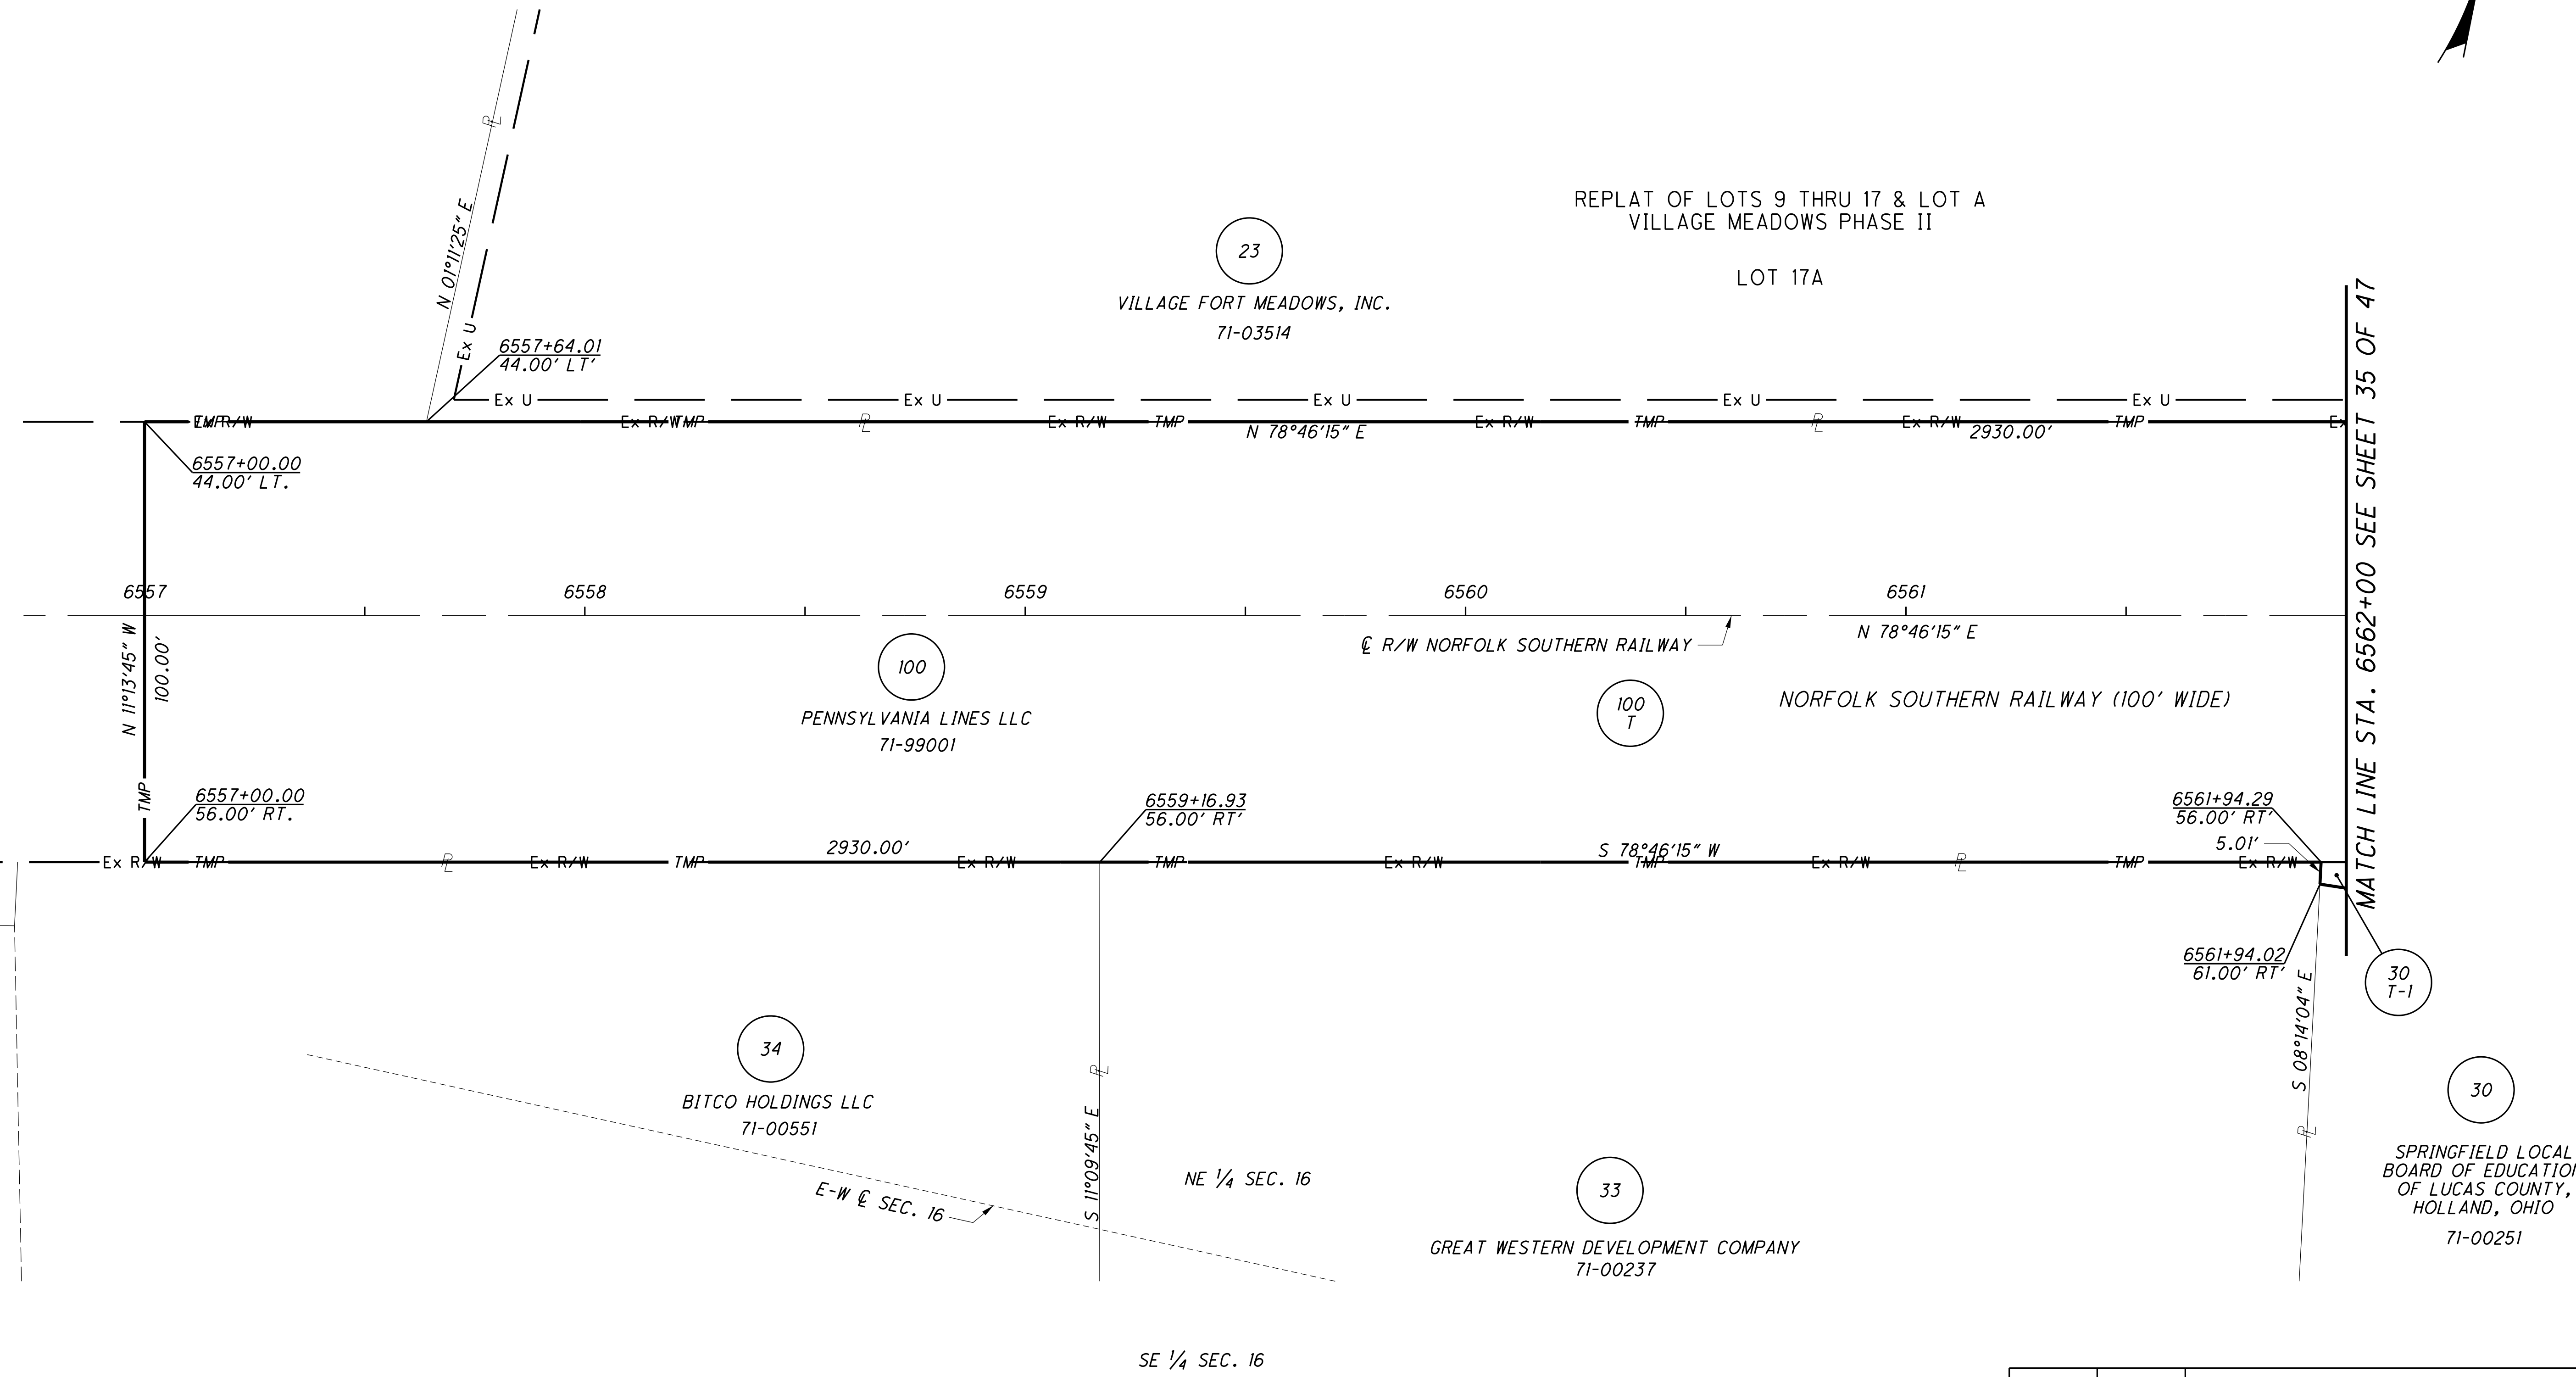 REPLAT OF LOTS 9 THRU 17 & LOT A
VILLAGE MEADOWS PHASE II
LOT 17A
23
VILLAGE FORT MEADOWS, INC.
71-03514
N 01°11'25" E
Ex U
6557+64.01
44.00' LT'
Ex U
Ex U
Ex U
Ex U
Ex U
TMP
Ex R/W
Ex R/W
TMP
Ex R/W
TMP
Ex R/W
TMP
Ex R/W
TMP
N 78°46'15" E
2930.00'
6557+00.00
44.00' LT.
MATCH LINE STA. 6562+00 SEE SHEET 35 OF 47
6557
6558
6559
6560
6561
N 11°13'45" W
100.00'
TMP
℄ R/W NORFOLK SOUTHERN RAILWAY
N 78°46'15" E
100
PENNSYLVANIA LINES LLC
71-99001
100
T
NORFOLK SOUTHERN RAILWAY (100' WIDE)
6557+00.00
56.00' RT.
6559+16.93
56.00' RT'
6561+94.29
56.00' RT'
5.01'
2930.00'
S 78°46'15" W
Ex R/W
TMP
Ex R/W
TMP
Ex R/W
TMP
Ex R/W
TMP
Ex R/W
TMP
Ex R/W
6561+94.02
61.00' RT'
30
T-1
S 08°14'04" E
34
BITCO HOLDINGS LLC
71-00551
E-W ℄ SEC. 16
S 11°09'45" E
NE 1/4 SEC. 16
33
GREAT WESTERN DEVELOPMENT COMPANY
71-00237
30
SPRINGFIELD LOCAL
BOARD OF EDUCATION
OF LUCAS COUNTY,
HOLLAND, OHIO
71-00251
SE 1/4 SEC. 16